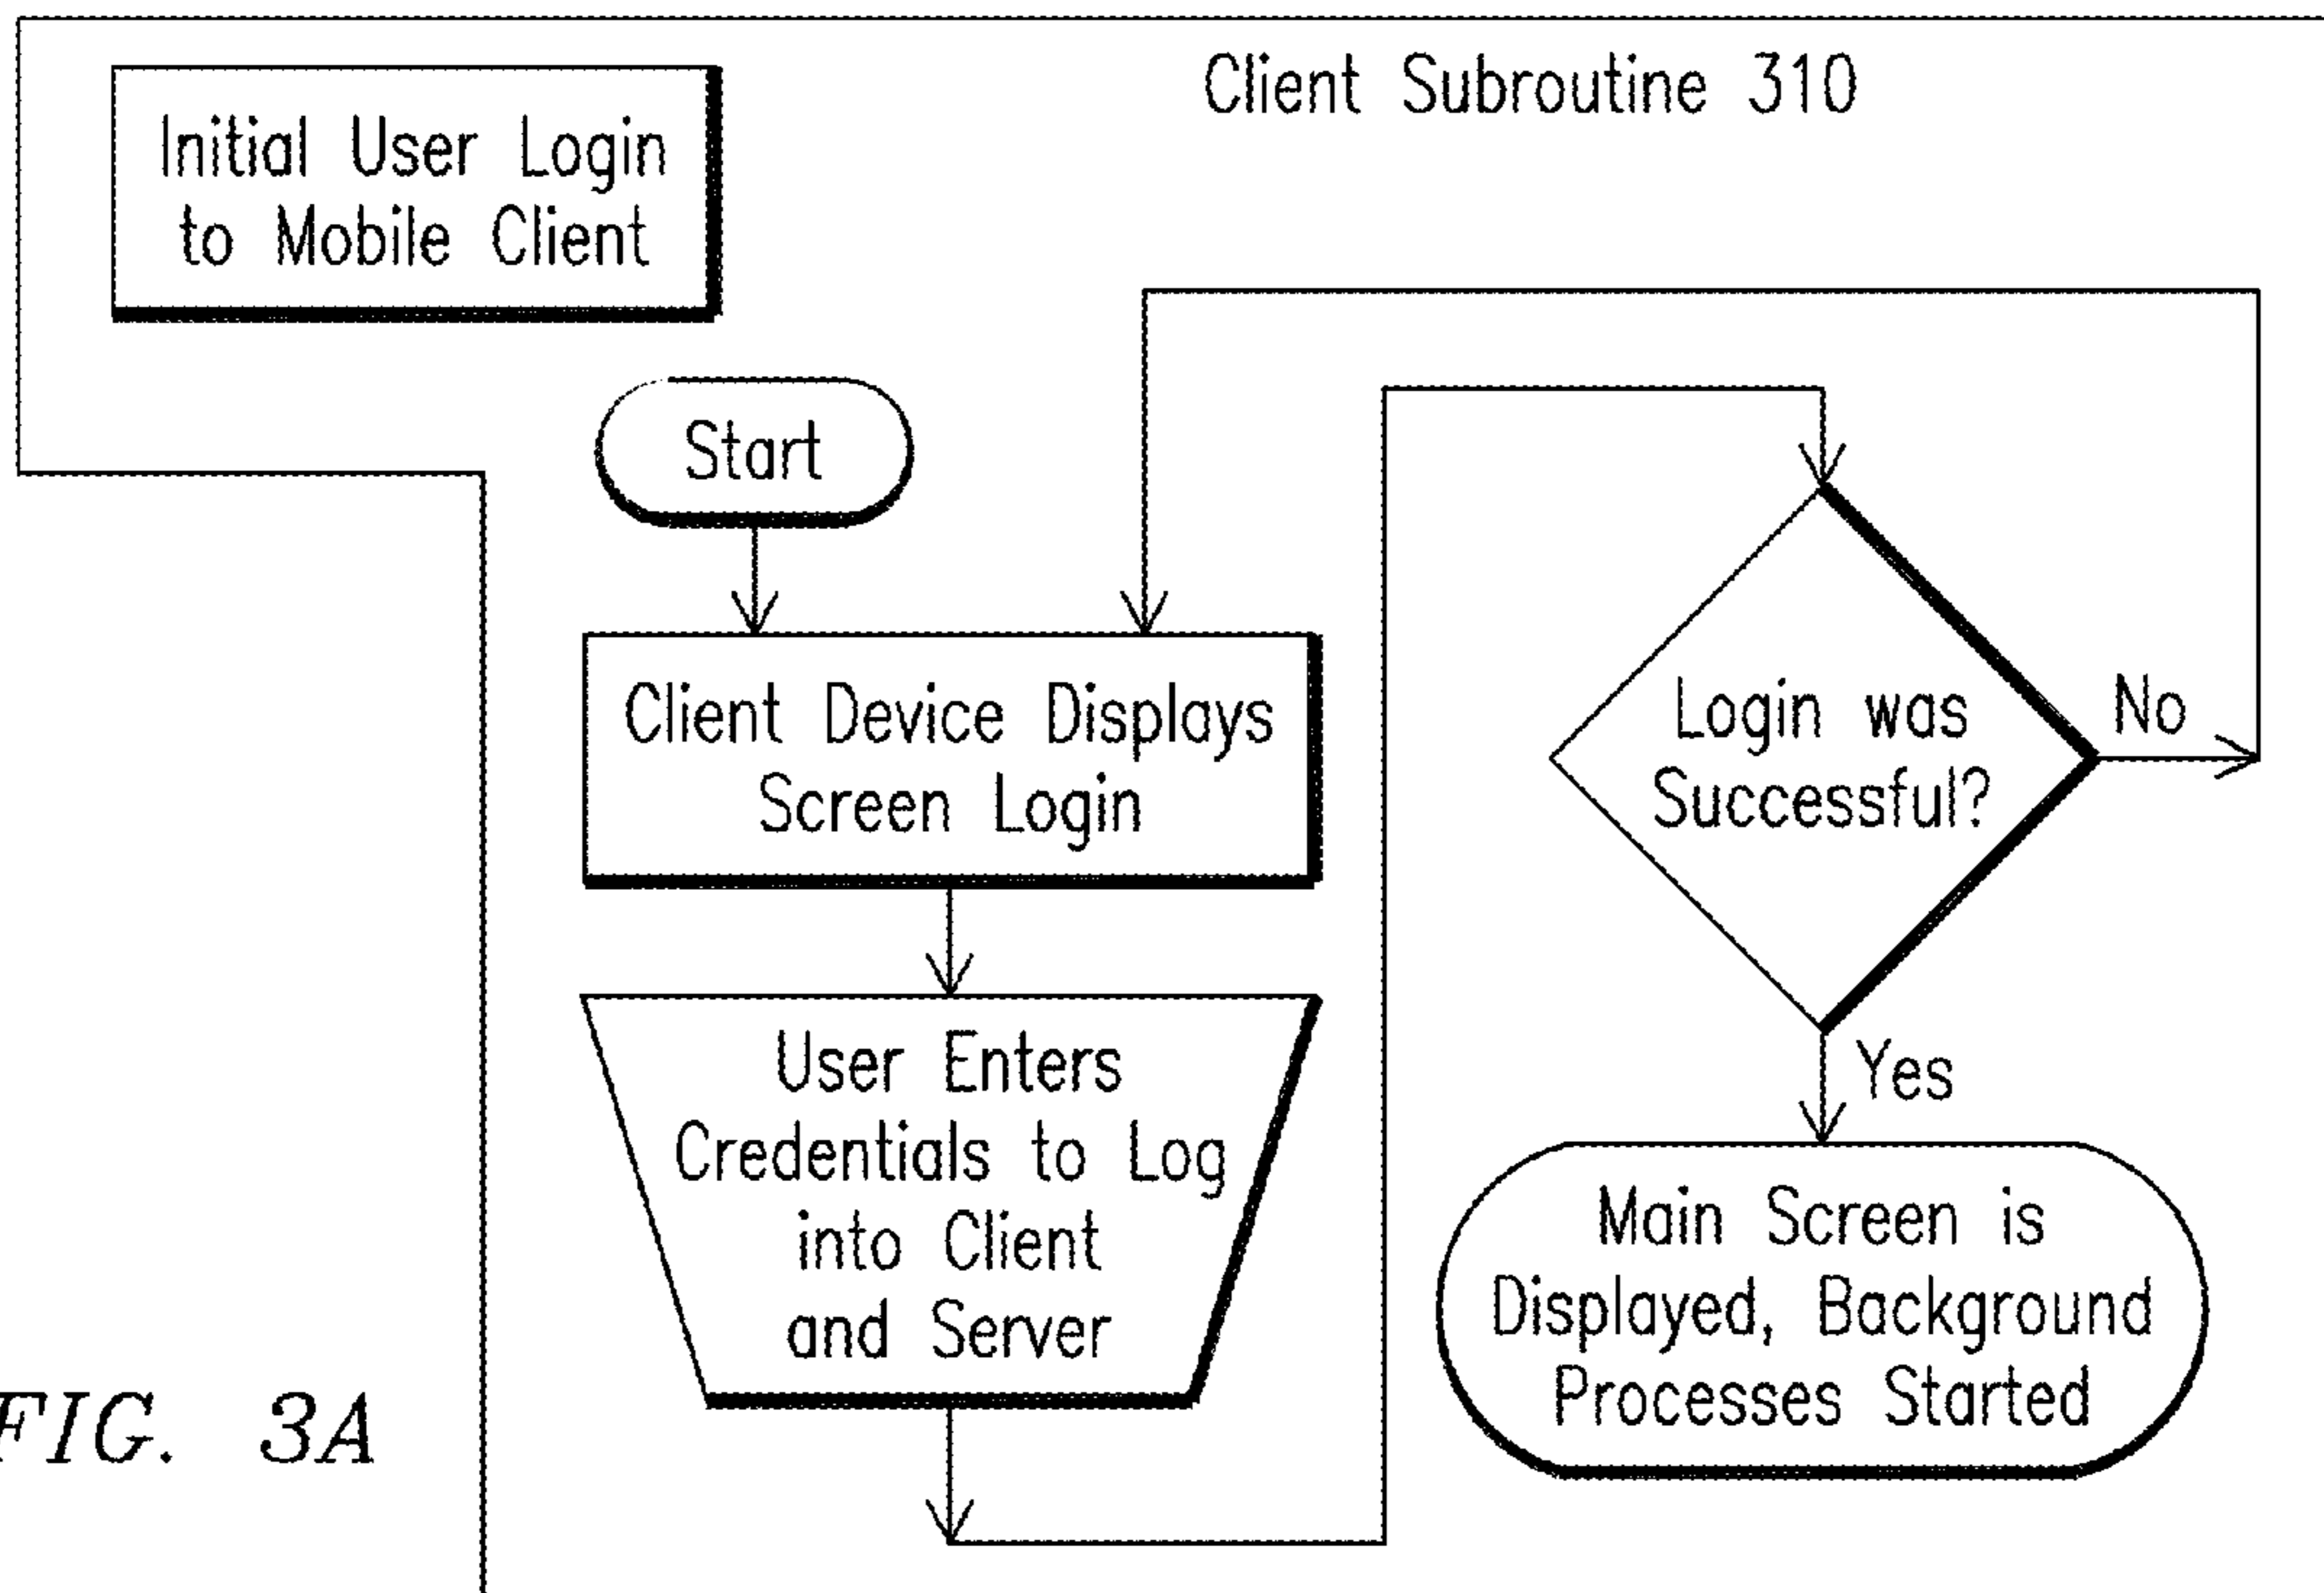 Client Subroutine 310
Initial User Login
to Mobile Client
Start
Client Device Displays
Screen Login
User Enters
Credentials to Log
into Client
and Server
Login was
Successful?
No
Yes
Main Screen is
Displayed, Background
Processes Started
FIG. 3A